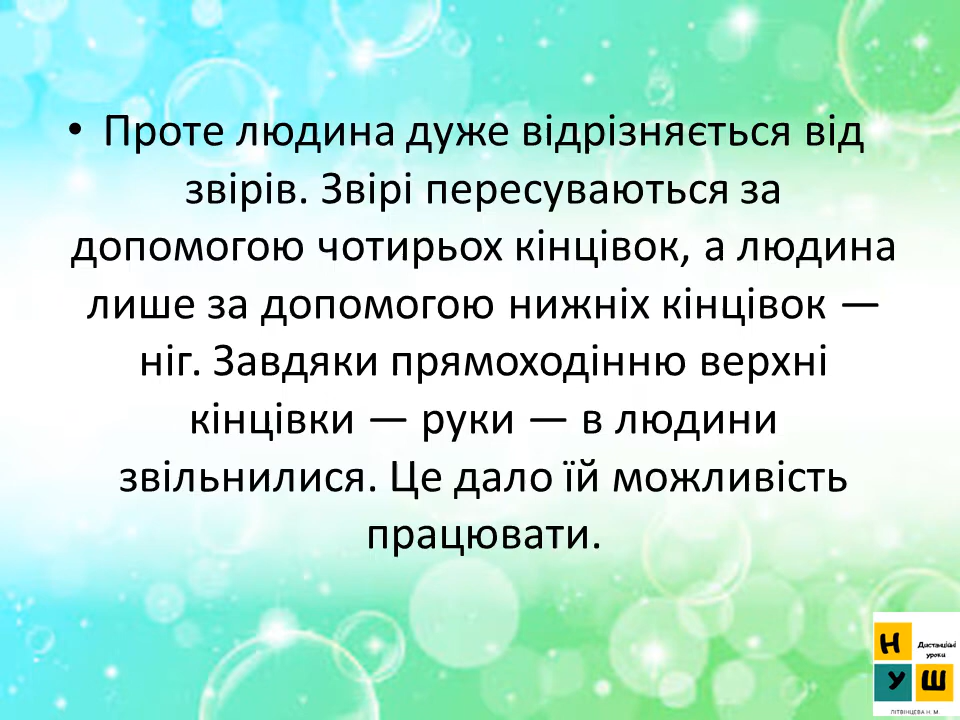 • Проте людина дуже відрізняється від
звірів. Звірі пересуваються за
допомогою чотирьох кінцівок, а людина
лише за допомогою нижніх кінцівок —
ніг. Завдяки прямоходінню верхні
кінцівки — руки — в людини
звільнилися. Це дало їй можливість
працювати.
Н
Дистанційні
уроки
У Ш
ЛІТВІНЦЕВА Н. М.